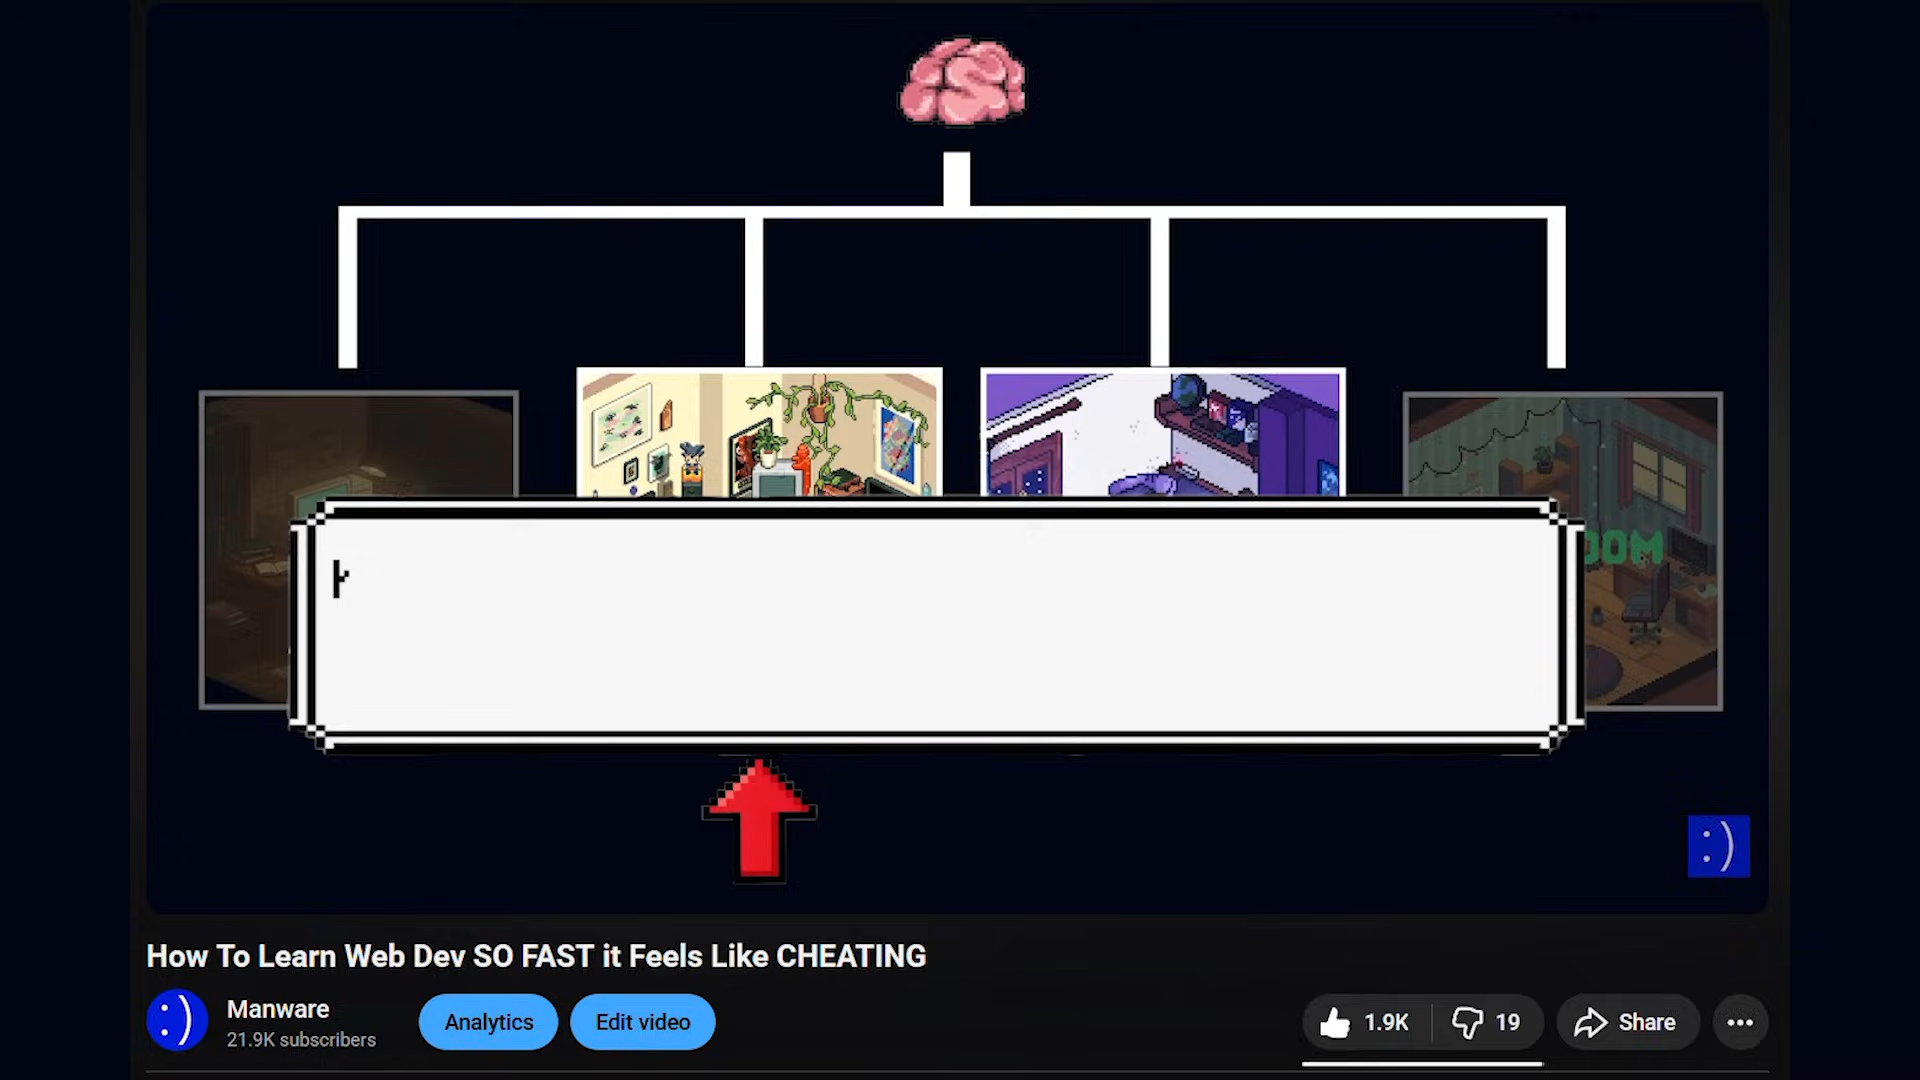 :)
How To Learn Web Dev SO FAST it Feels Like CHEATING
:) Manware
21.9K subscribers
Analytics
Edit video
1.9K
19
Share